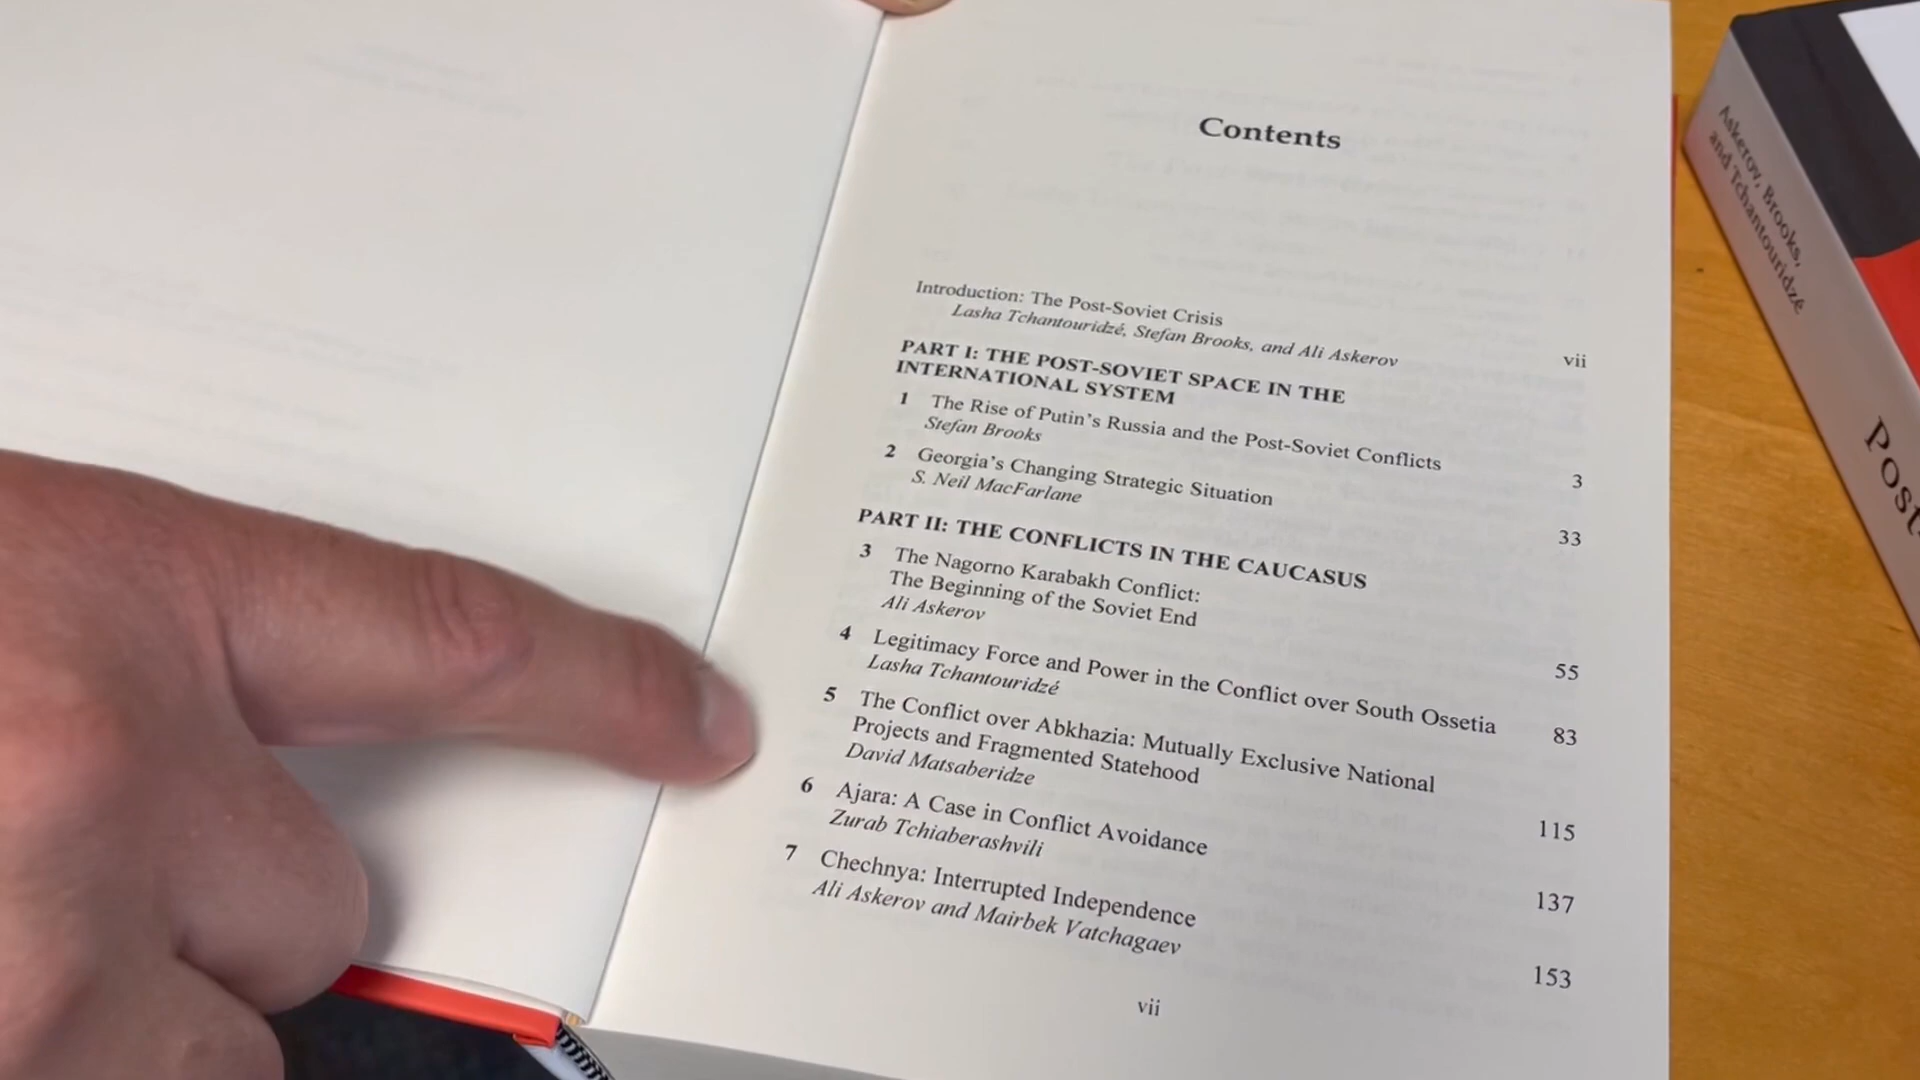 Contents
Introduction: The Post-Soviet Crisis
Lasha Tchantouridzé, Stefan Brooks, and Ali Askerov vii
PART I: THE POST-SOVIET SPACE IN THE
INTERNATIONAL SYSTEM
1 The Rise of Putin's Russia and the Post-Soviet Conflicts 3
Stefan Brooks
2 Georgia's Changing Strategic Situation 33
S. Neil MacFarlane
PART II: THE CONFLICTS IN THE CAUCASUS
3 The Nagorno Karabakh Conflict:
The Beginning of the Soviet End 55
Ali Askerov
4 Legitimacy Force and Power in the Conflict over South Ossetia 83
Lasha Tchantouridzé
5 The Conflict over Abkhazia: Mutually Exclusive National
Projects and Fragmented Statehood 115
David Matsaberidze
6 Ajara: A Case in Conflict Avoidance 137
Zurab Tchiaberashvili
7 Chechnya: Interrupted Independence 153
Ali Askerov and Mairbek Vatchagaev
vii
Askerov, Brooks,
and Tchantouridzé
Post